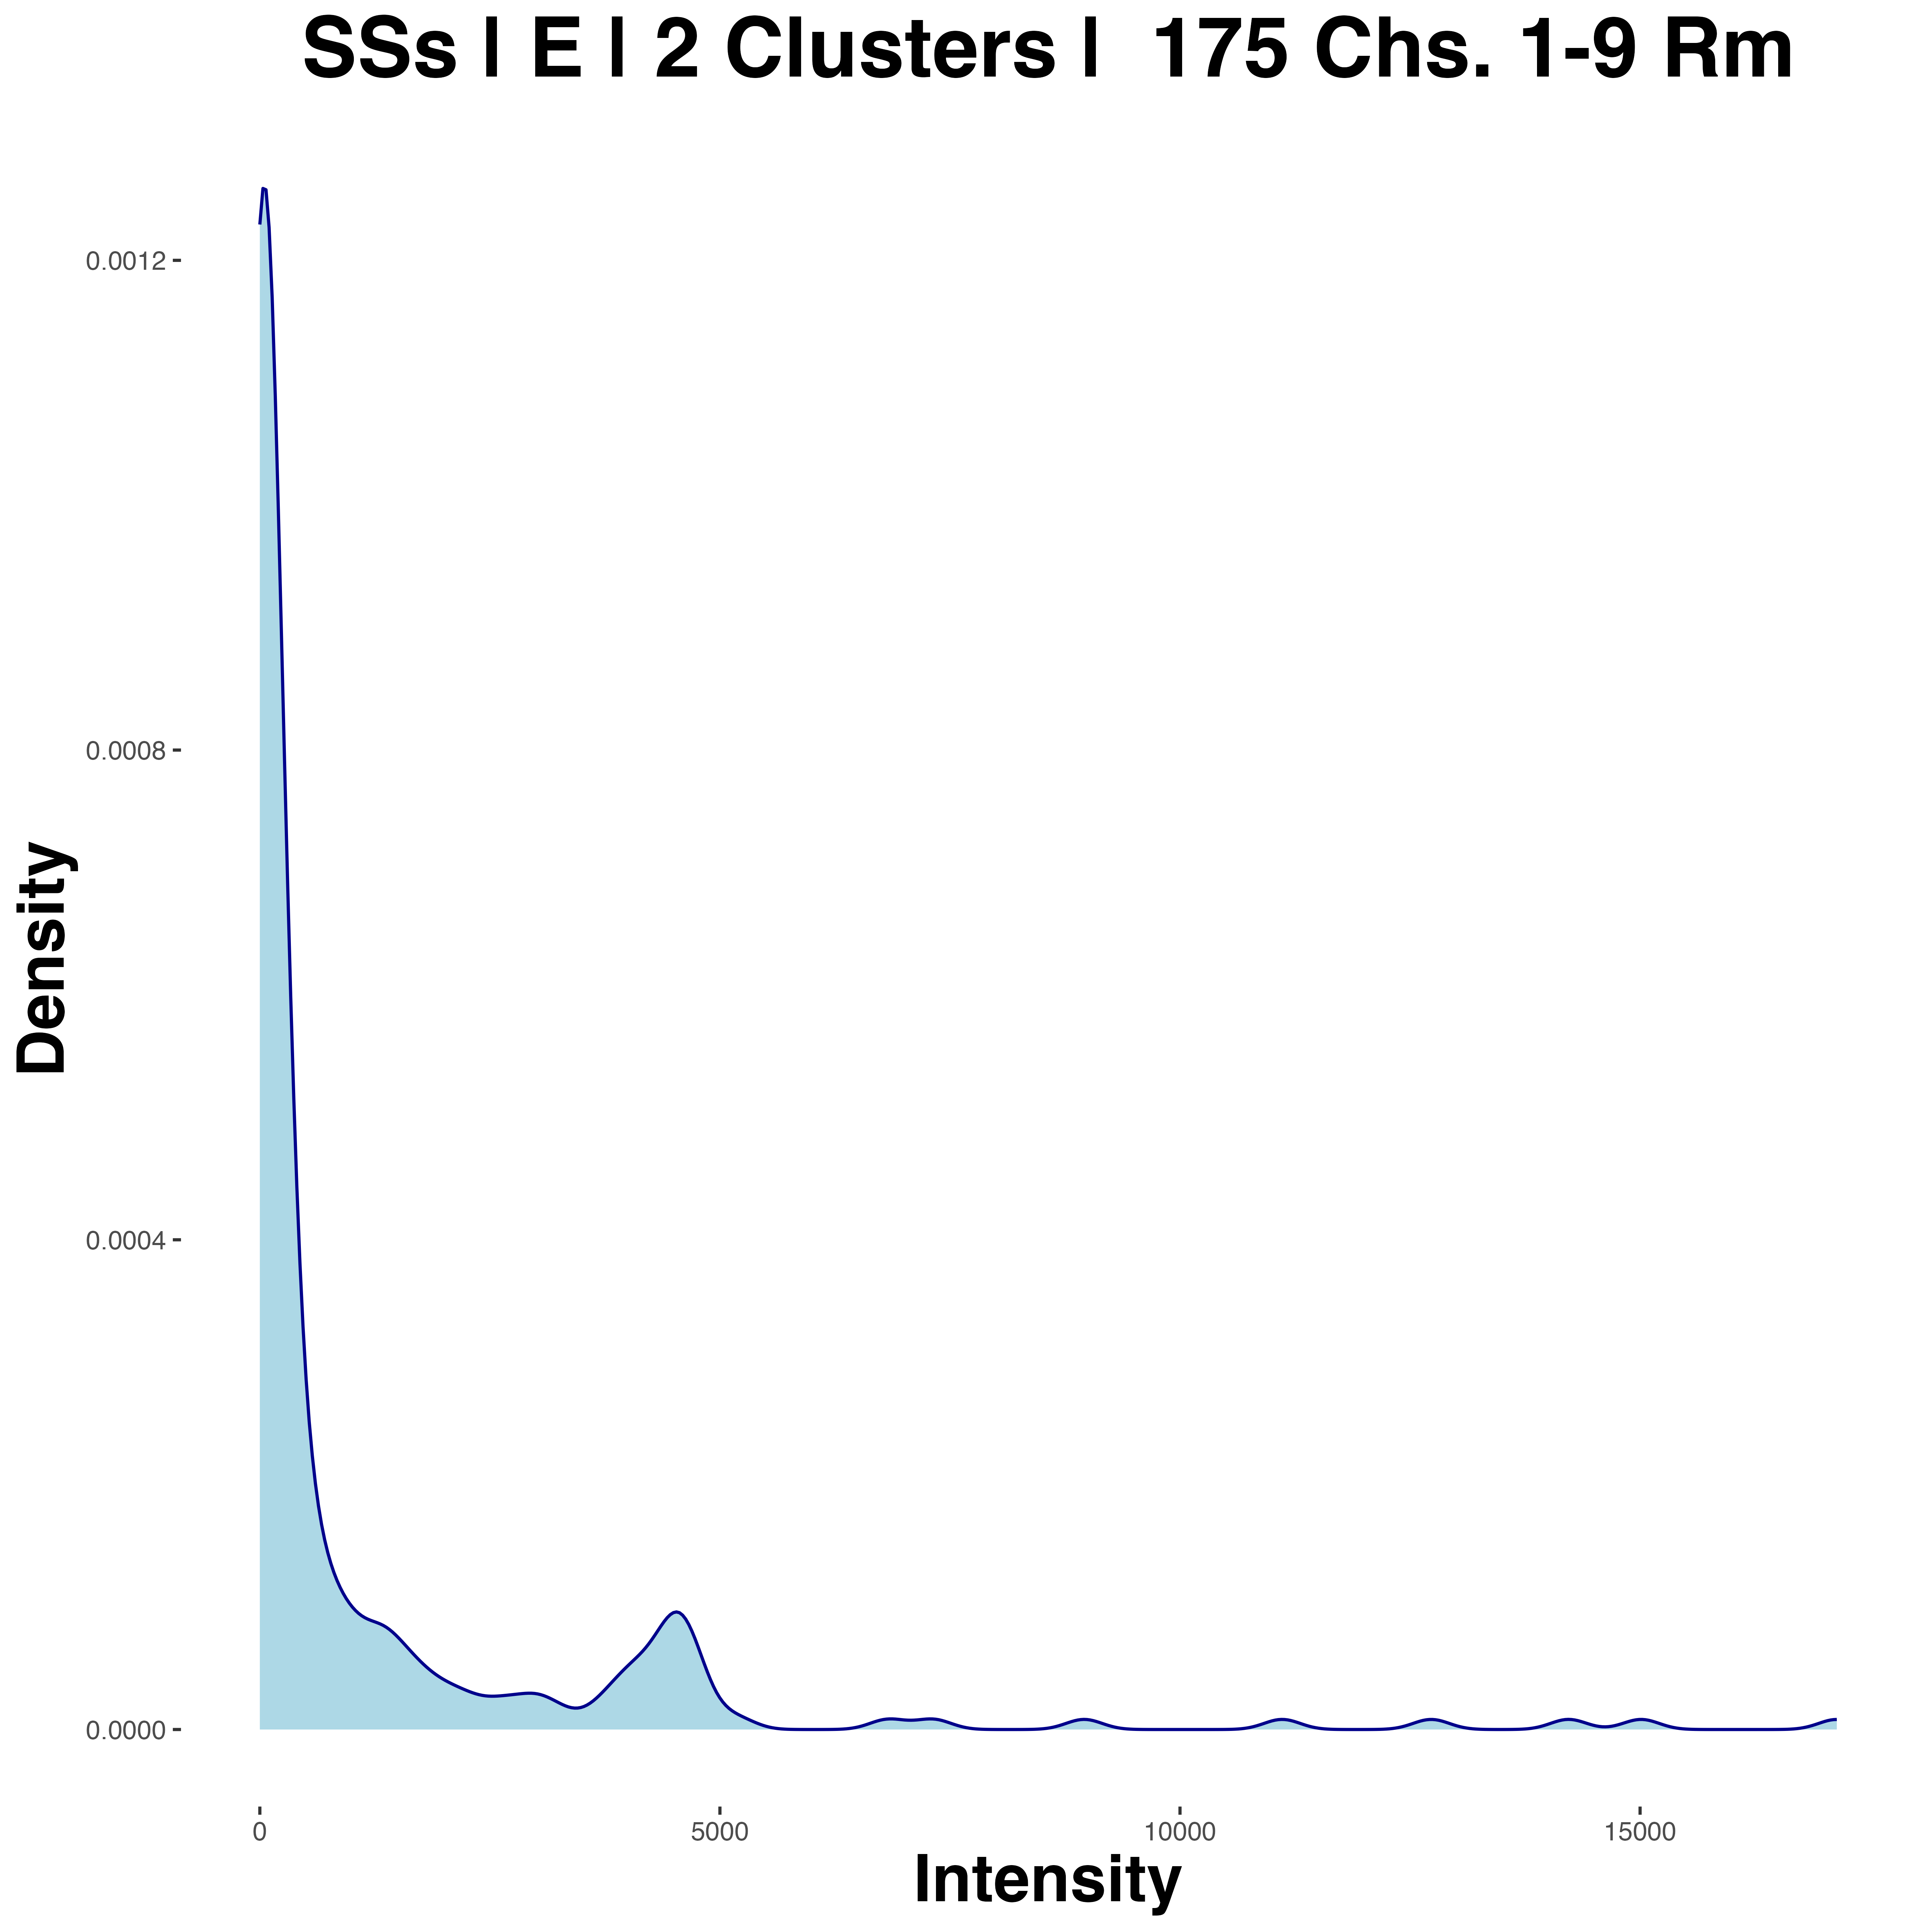 SSs | E | 2 Clusters |  175 Chs. 1-9 Rm
0.0012
0.0008
0.0004
0.0000
Density
0 5000 10000 15000
Intensity